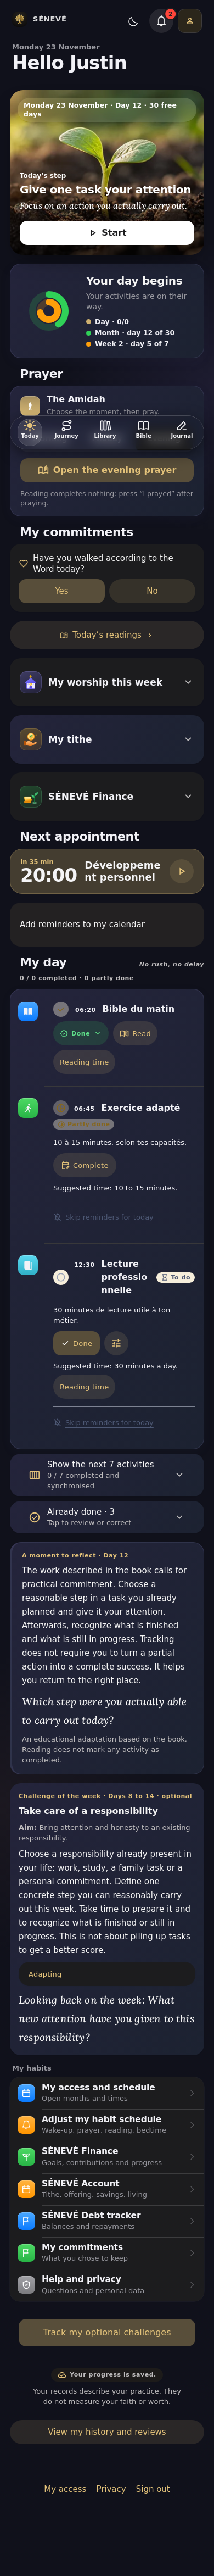 SÉNEVÉ
2
Monday 23 November
Hello Justin
Monday 23 November · Day 12 · 30 free
days
Today's step
Give one task your attention
Focus on an action you actually carry out.
Start
Your day begins
Your activities are on their
way.
Day · 0/0
Month · day 12 of 30
Week 2 · day 5 of 7
Prayer
The Amidah
Choose the moment, then pray.
Today
Journey
Library
Bible
Journal
Open the evening prayer
Reading completes nothing: press "I prayed" after
praying.
My commitments
Have you walked according to the
Word today?
Yes
No
Today's readings
My worship this week
My tithe
SÉNEVÉ Finance
Next appointment
In 35 min
20:00
Développeme
nt personnel
Add reminders to my calendar
My day
No rush, no delay
0 / 0 completed · 0 partly done
06:20
Bible du matin
Done
Read
Reading time
06:45
Exercice adapté
Partly done
10 à 15 minutes, selon tes capacités.
Complete
Suggested time: 10 to 15 minutes.
Skip reminders for today
12:30
Lecture
professio
nnelle
To do
30 minutes de lecture utile à ton
métier.
Done
Suggested time: 30 minutes a day.
Reading time
Skip reminders for today
Show the next 7 activities
0 / 7 completed and
synchronised
Already done · 3
Tap to review or correct
A moment to reflect · Day 12
The work described in the book calls for
practical commitment. Choose a
reasonable step in a task you already
planned and give it your attention.
Afterwards, recognize what is finished
and what is still in progress. Tracking
does not require you to turn a partial
action into a complete success. It helps
you return to the right place.
Which step were you actually able
to carry out today?
An educational adaptation based on the book.
Reading does not mark any activity as
completed.
Challenge of the week · Days 8 to 14 · optional
Take care of a responsibility
Aim: Bring attention and honesty to an existing
responsibility.
Choose a responsibility already present in
your life: work, study, a family task or a
personal commitment. Define one
concrete step you can reasonably carry
out this week. Take time to prepare it and
to recognize what is finished or still in
progress. This is not about piling up tasks
to get a better score.
Adapting
Looking back on the week: What
new attention have you given to this
responsibility?
My habits
My access and schedule
Open months and times
Adjust my habit schedule
Wake-up, prayer, reading, bedtime
SÉNEVÉ Finance
Goals, contributions and progress
SÉNEVÉ Account
Tithe, offering, savings, living
SÉNEVÉ Debt tracker
Balances and repayments
My commitments
What you chose to keep
Help and privacy
Questions and personal data
Track my optional challenges
Your progress is saved.
Your records describe your practice. They
do not measure your faith or worth.
View my history and reviews
My access
Privacy
Sign out